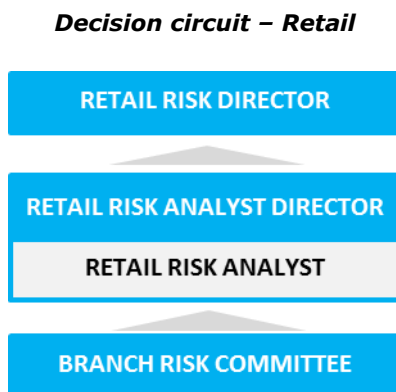 Decision circuit – Retail
RETAIL RISK DIRECTOR
RETAIL RISK ANALYST DIRECTOR
RETAIL RISK ANALYST
BRANCH RISK COMMITTEE